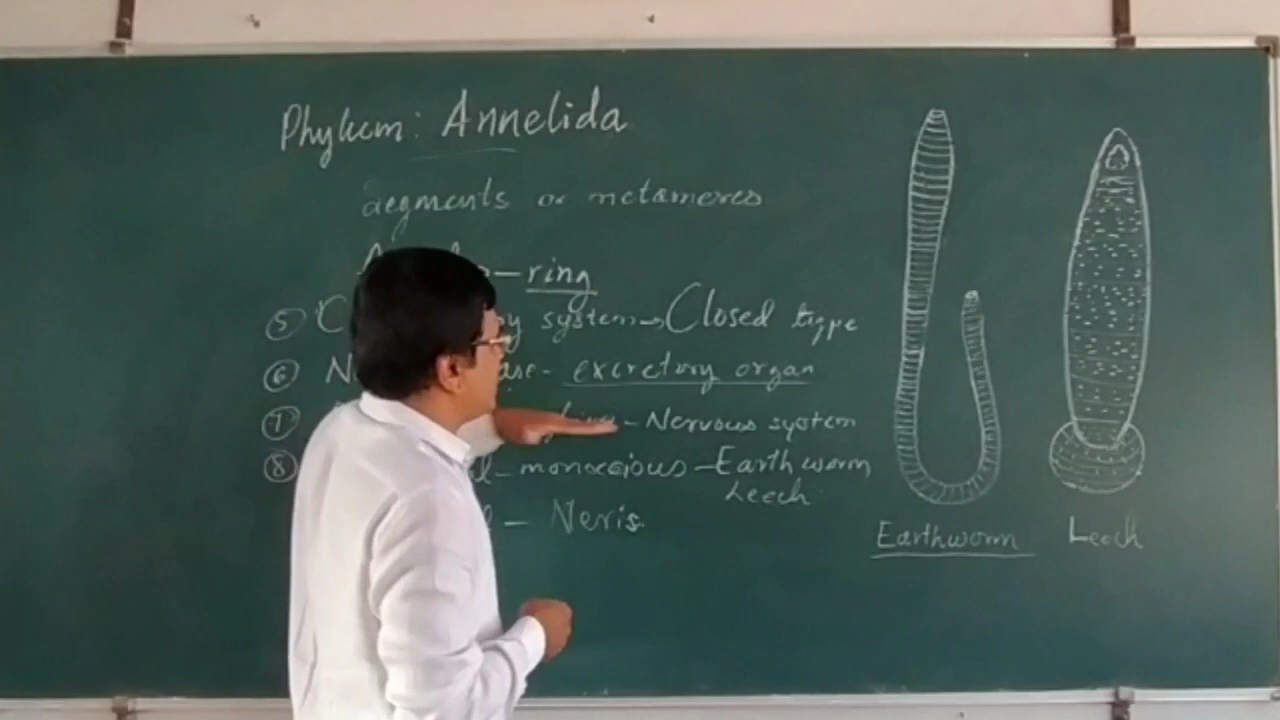 Phylum: Annelida
segments or metameres
– ring
5 system → Closed type
6 excretory organ
7 – Nervous system
8 – monoecious – Earthworm
Leech
– Neris
Earthworm
Leech